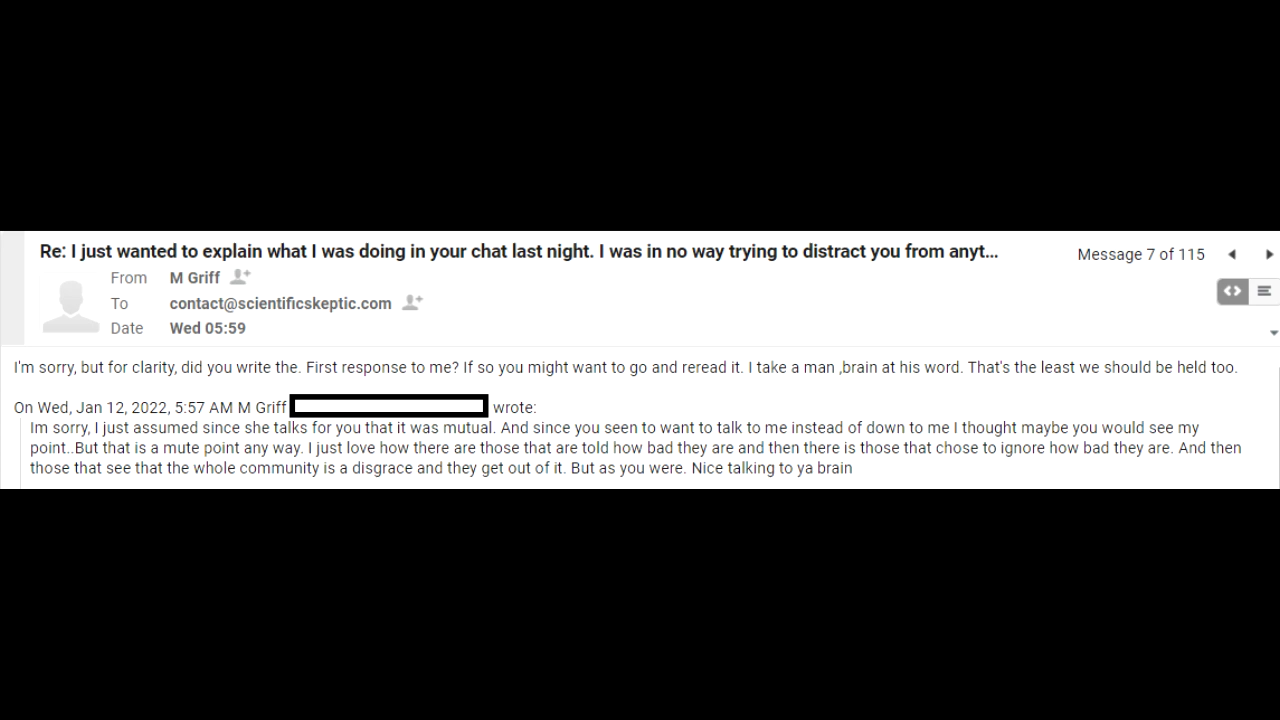 Re: I just wanted to explain what I was doing in your chat last night. I was in no way trying to distract you from anyt...
Message 7 of 115
From M Griff
To contact@scientificskeptic.com
Date Wed 05:59
I'm sorry, but for clarity, did you write the. First response to me? If so you might want to go and reread it. I take a man ,brain at his word. That's the least we should be held too.
On Wed, Jan 12, 2022, 5:57 AM M Griff wrote:
Im sorry, I just assumed since she talks for you that it was mutual. And since you seen to want to talk to me instead of down to me I thought maybe you would see my
point..But that is a mute point any way. I just love how there are those that are told how bad they are and then there is those that chose to ignore how bad they are. And then
those that see that the whole community is a disgrace and they get out of it. But as you were. Nice talking to ya brain